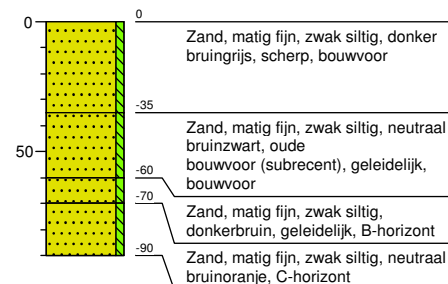 0
0
Zand, matig fijn, zwak siltig, donker
bruingrijs, scherp, bouwvoor
-35
Zand, matig fijn, zwak siltig, neutraal
bruinzwart, oude
bouwvoor (subrecent), geleidelijk,
bouwvoor
50
-60
-70
Zand, matig fijn, zwak siltig,
donkerbruin, geleidelijk, B-horizont
-90
Zand, matig fijn, zwak siltig, neutraal
bruinoranje, C-horizont